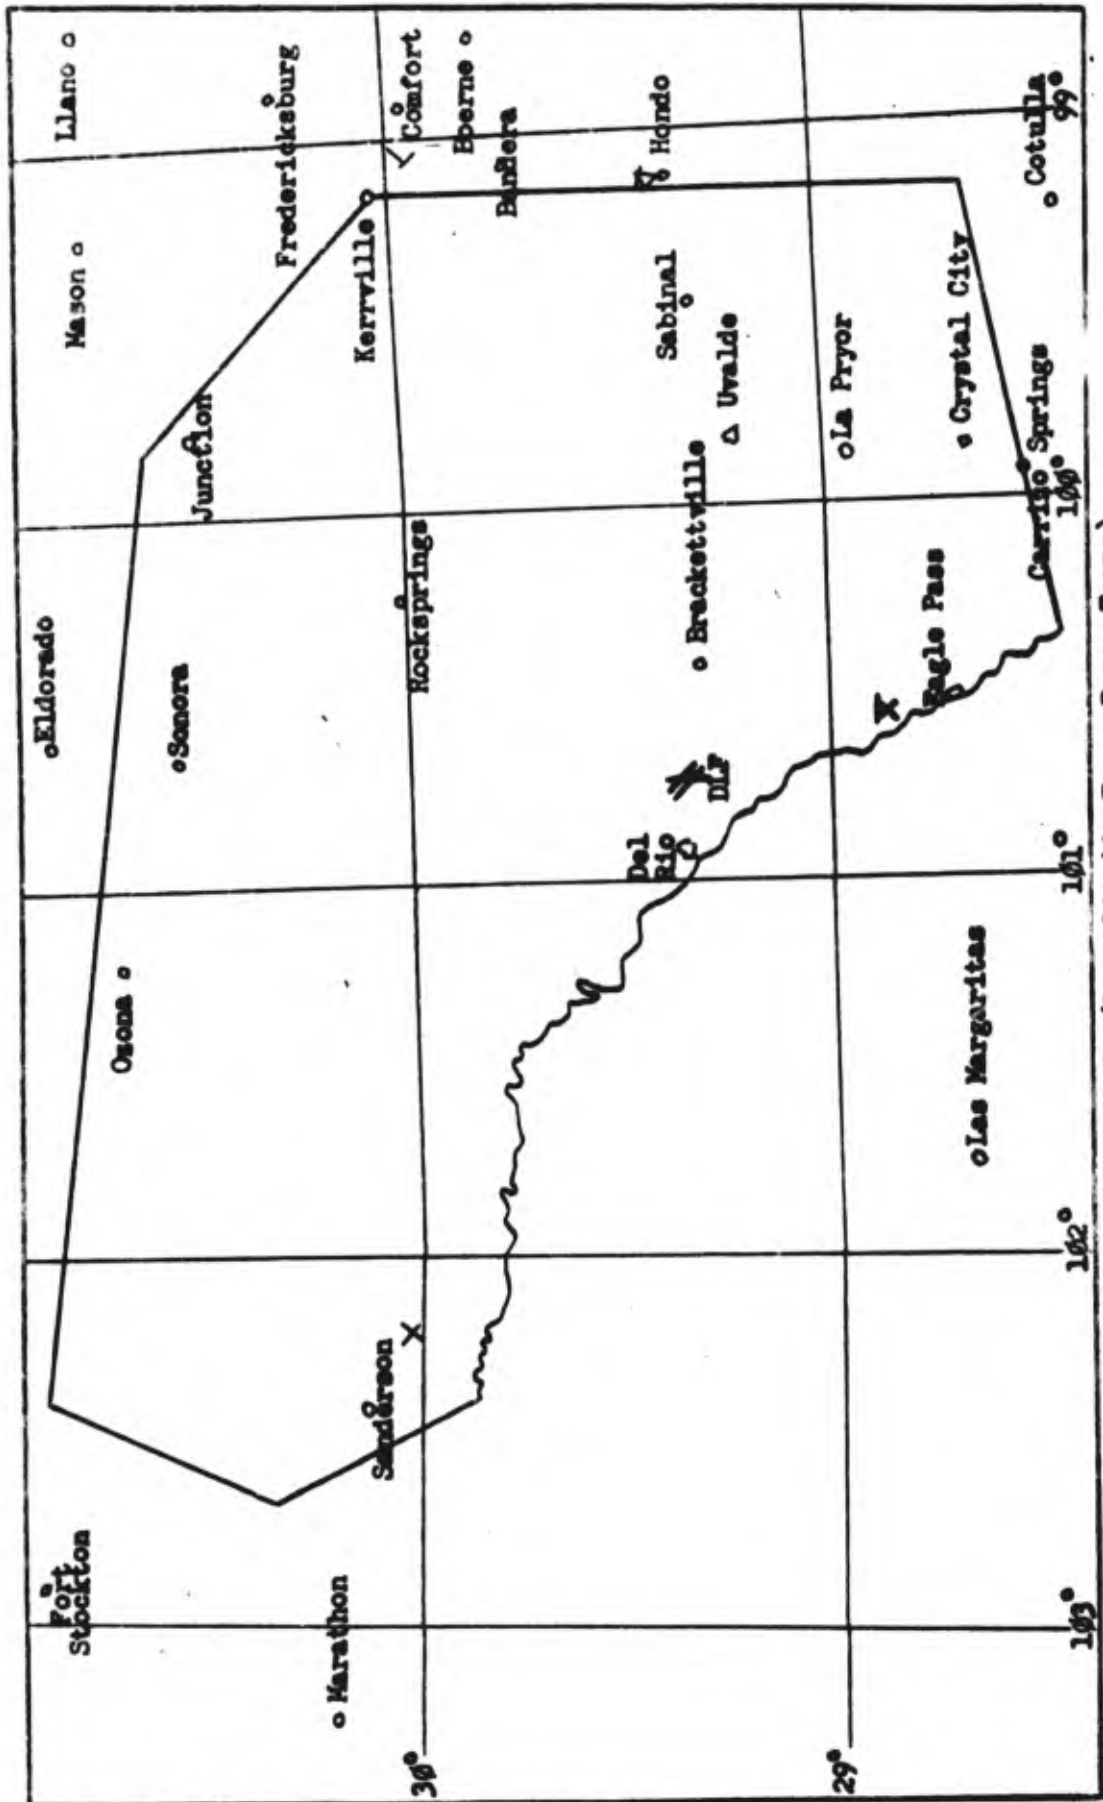 Llano
Mason
Eldorado
Fort
Stockton
Fredericksburg
Junction
Sonora
Ozona
Kerrville
Comfort
Boerne
Bandera
Rocksprings
Sanderson
Marathon
30°
Hondo
Sabinal
Uvalde
Brackettville
Del
Rio
DLF
La Pryor
29°
Crystal City
Eagle Pass
Las Margaritas
Cotulla
Carrizo Springs
99°
100°
101°
102°
103°